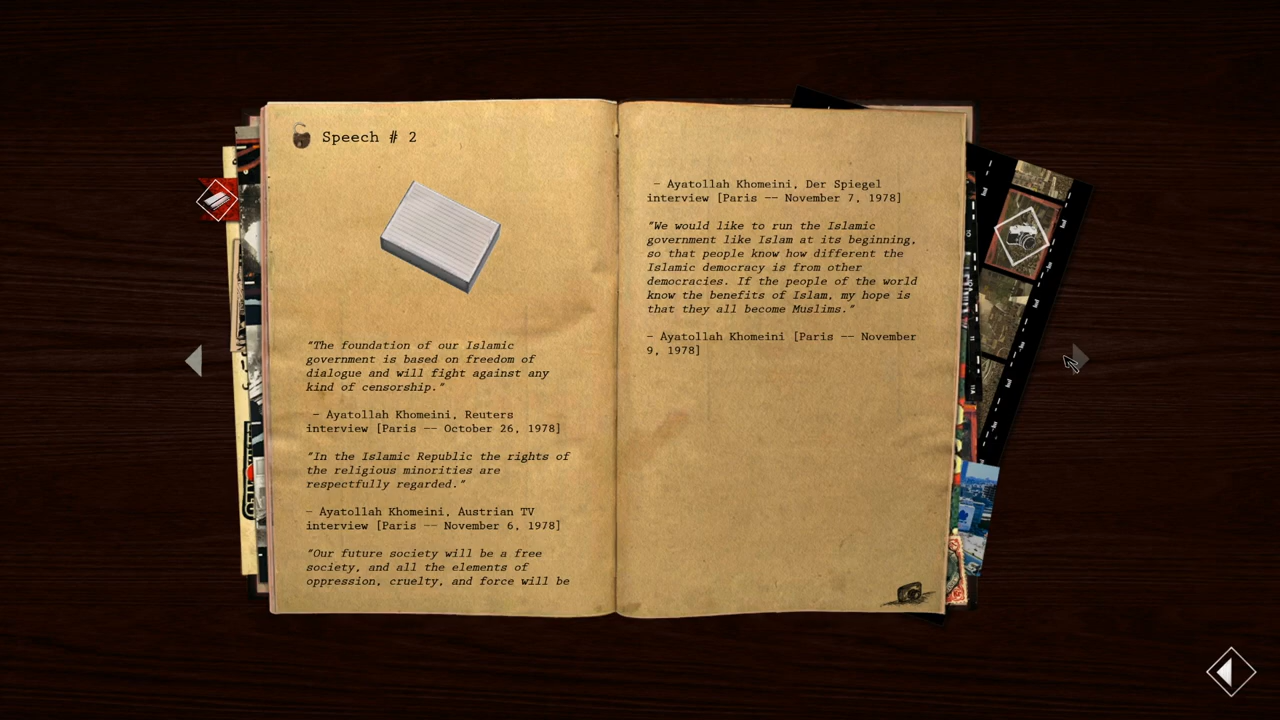 Speech # 2
"The foundation of our Islamic
government is based on freedom of
dialogue and will fight against any
kind of censorship."
– Ayatollah Khomeini, Reuters
interview [Paris –– October 26, 1978]
"In the Islamic Republic the rights of
the religious minorities are
respectfully regarded."
– Ayatollah Khomeini, Austrian TV
interview [Paris –– November 6, 1978]
"Our future society will be a free
society, and all the elements of
oppression, cruelty, and force will be
– Ayatollah Khomeini, Der Spiegel
interview [Paris –– November 7, 1978]
"We would like to run the Islamic
government like Islam at its beginning,
so that people know how different the
Islamic democracy is from other
democracies. If the people of the world
know the benefits of Islam, my hope is
that they all become Muslims."
– Ayatollah Khomeini [Paris –– November
9, 1978]